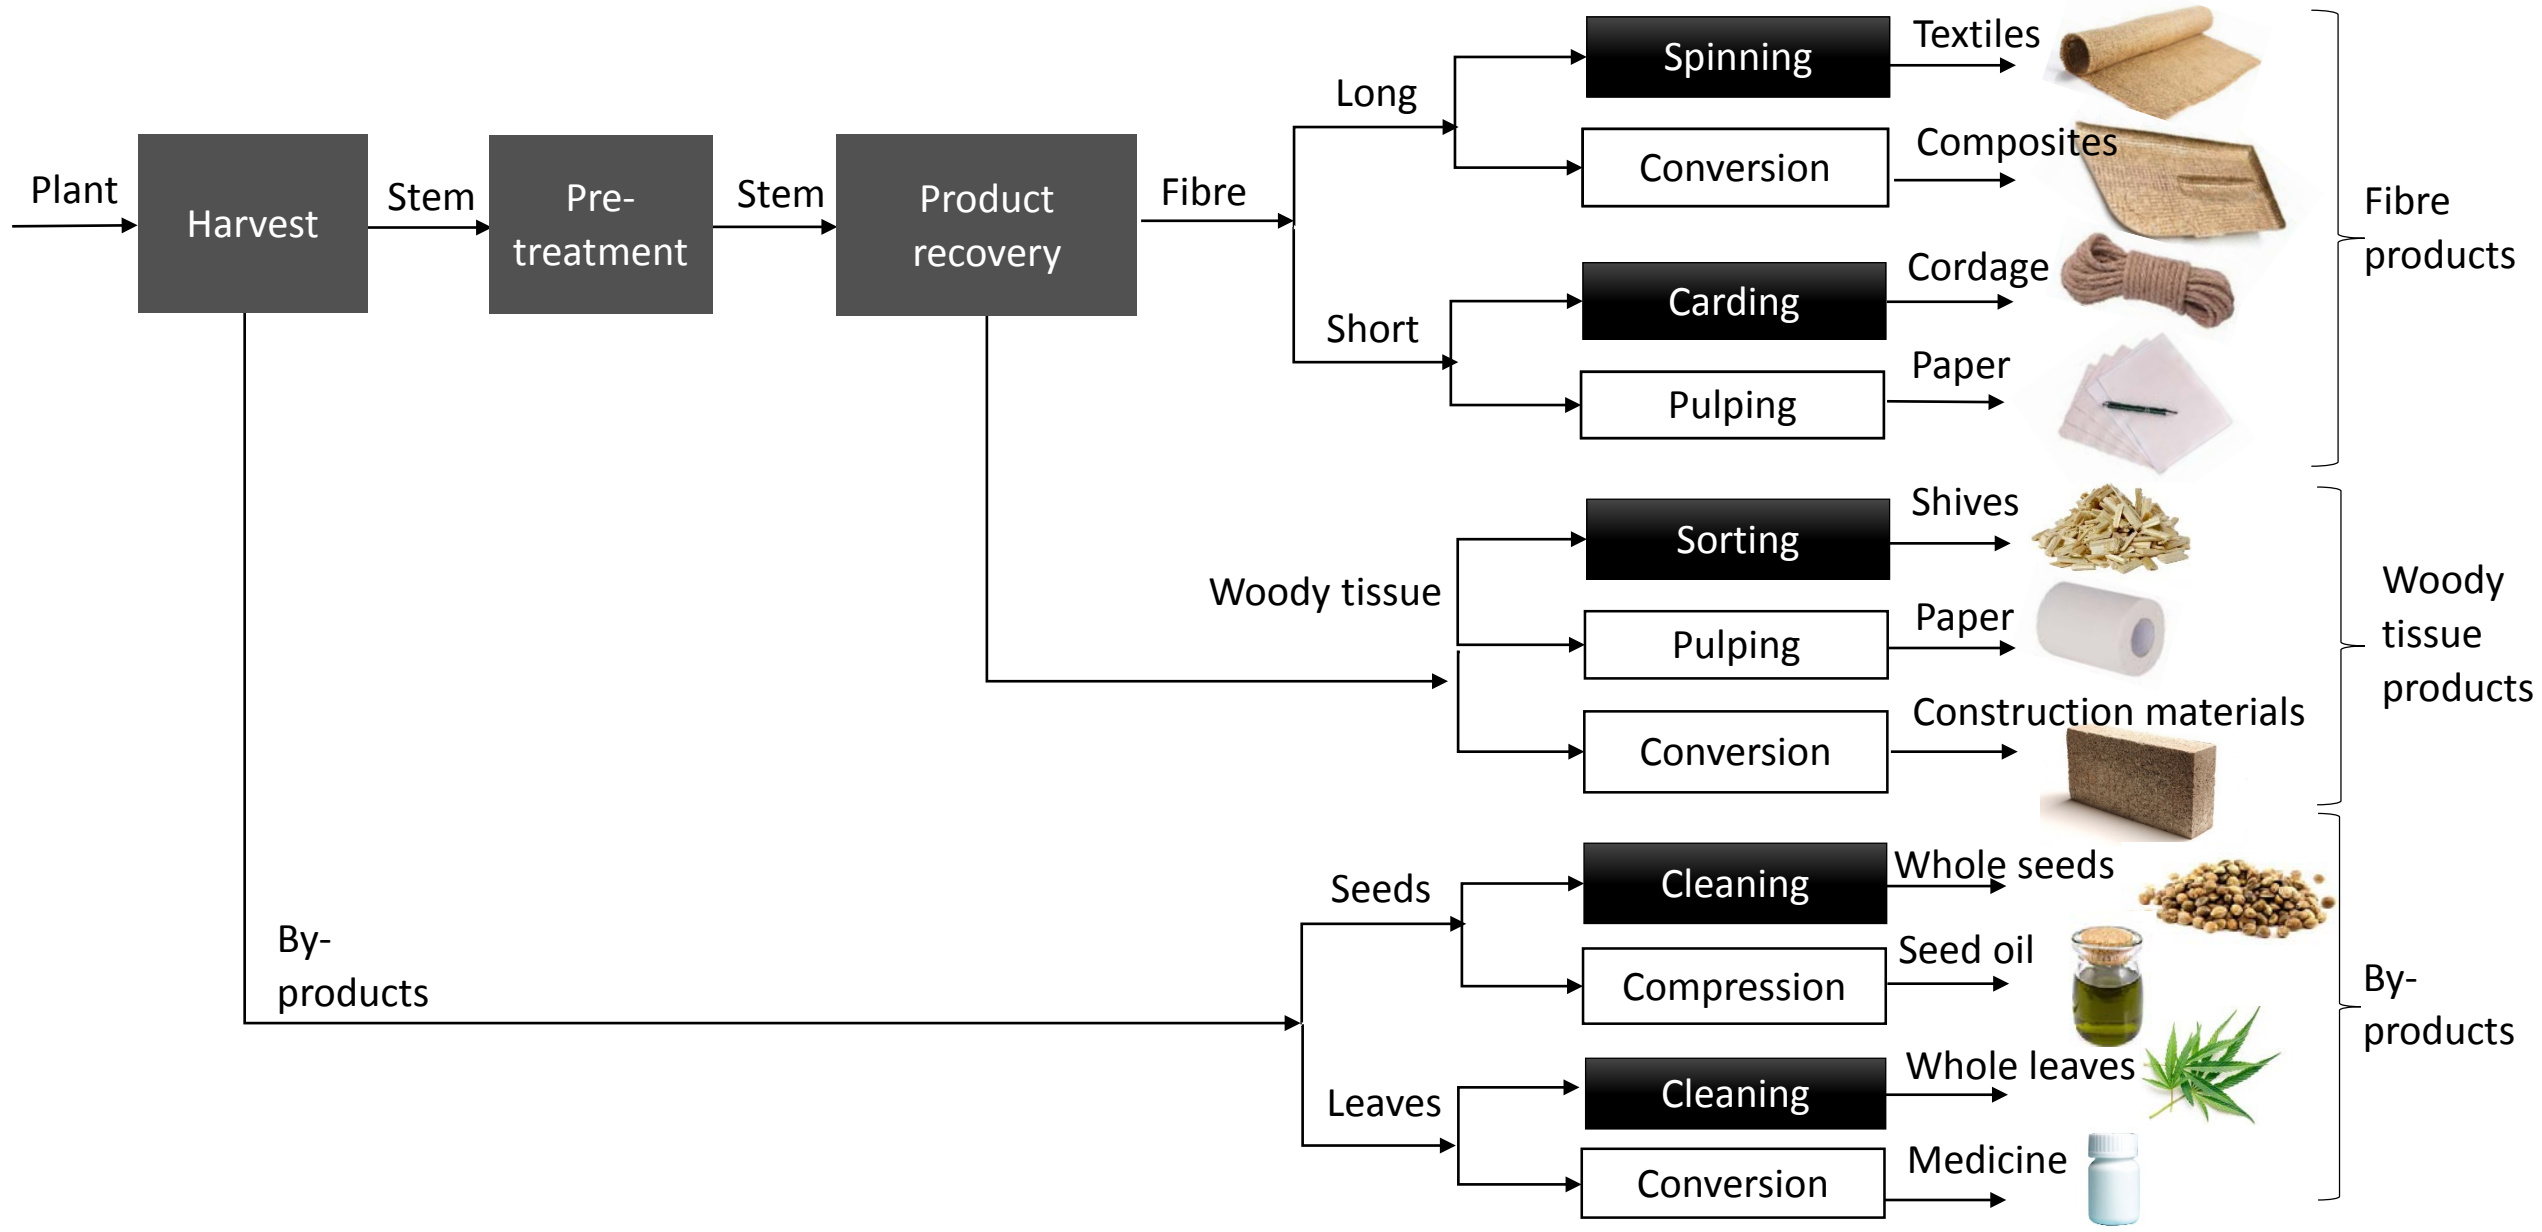 Plant
Harvest
Stem
Pre-
treatment
Stem
Product
recovery
Fibre
Long
Spinning
Textiles
Conversion
Composites
Short
Carding
Cordage
Pulping
Paper
Fibre
products
Woody tissue
Sorting
Shives
Pulping
Paper
Conversion
Construction materials
Woody
tissue
products
By-
products
Seeds
Cleaning
Whole seeds
Compression
Seed oil
Leaves
Cleaning
Whole leaves
Conversion
Medicine
By-
products